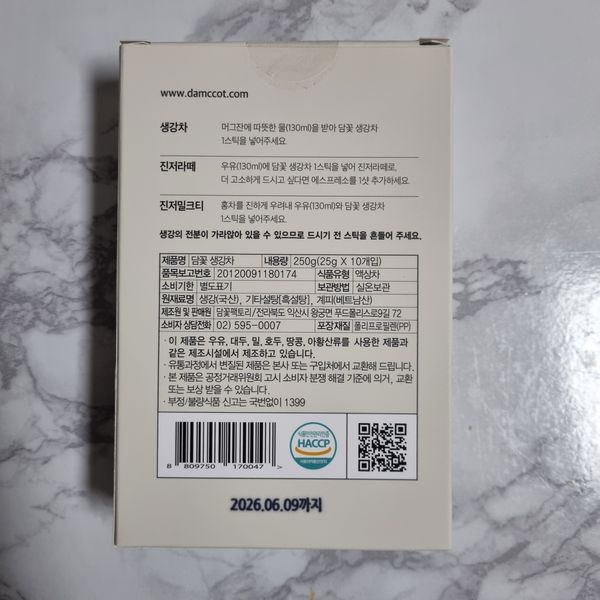 www.damccot.com
생강차 머그잔에 따뜻한 물(130ml)을 받아 담꽃 생강차
1스틱을 넣어주세요.
진저라떼 우유(130ml)에 담꽃 생강차 1스틱을 넣어 진저라떼로,
더 고소하게 드시고 싶다면 에스프레소를 1샷 추가하세요.
진저밀크티 홍차를 진하게 우려내 우유(130ml)와 담꽃 생강차
1스틱을 넣어주세요.
생강의 전분이 가라앉아 있을 수 있으므로 드시기 전 스틱을 흔들어 주세요.
제품명 담꽃 생강차 내용량 250g(25g X 10개입)
품목보고번호 20120091180174 식품유형 액상차
소비기한 별도표기 보관방법 실온보관
원재료명 생강(국산), 기타설탕[흑설탕], 계피(베트남산)
제조원 및 판매원 담꽃팩토리/전라북도 익산시 왕궁면 푸드폴리스로9길 72
소비자 상담전화 02) 595-0007 포장재질 폴리프로필렌(PP)
· 이 제품은 우유, 대두, 밀, 호두, 땅콩, 아황산류를 사용한 제품과
같은 제조시설에서 제조하고 있습니다.
· 유통과정에서 변질된 제품은 본사 또는 구입처에서 교환해 드립니다.
· 본 제품은 공정거래위원회 고시 소비자 분쟁 해결 기준에 의거, 교환
또는 보상 받을 수 있습니다.
· 부정/불량식품 신고는 국번없이 1399
식품안전관리인증
HACCP
식품의약품안전처
8 809750 170047 >
2026.06.09까지